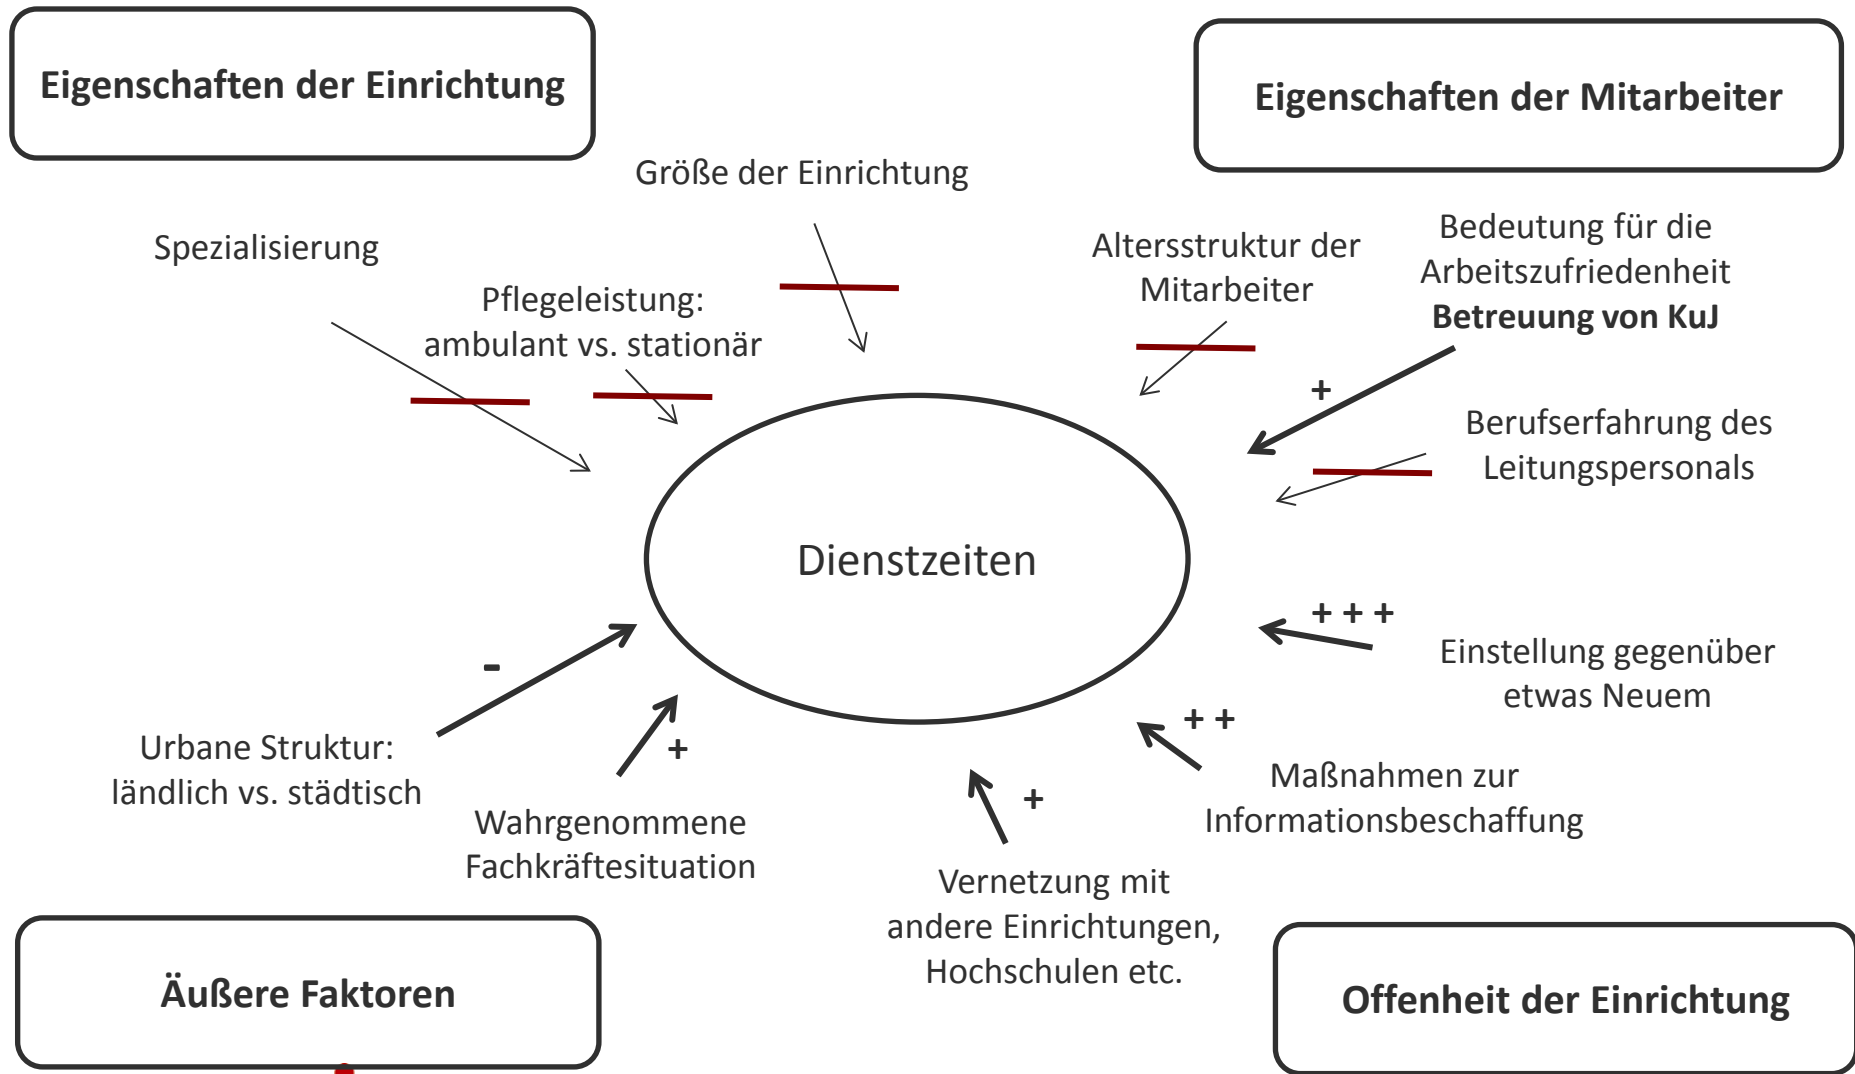 Eigenschaften der Einrichtung
Eigenschaften der Mitarbeiter
Größe der Einrichtung
Spezialisierung
Pflegeleistung:
ambulant vs. stationär
Altersstruktur der
Mitarbeiter
Bedeutung für die
Arbeitszufriedenheit
Betreuung von KuJ
+
Berufserfahrung des
Leitungspersonals
Dienstzeiten
+ + +
Einstellung gegenüber
etwas Neuem
-
Urbane Struktur:
ländlich vs. städtisch
+
Wahrgenommene
Fachkräftesituation
+
Vernetzung mit
andere Einrichtungen,
Hochschulen etc.
+ +
Maßnahmen zur
Informationsbeschaffung
Äußere Faktoren
Offenheit der Einrichtung